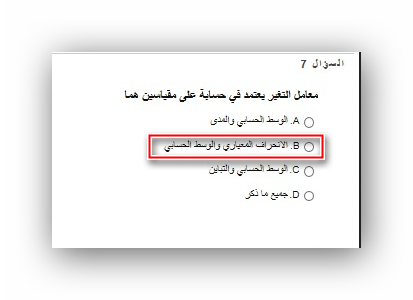 السؤال 7
معامل التغير يعتمد في حسابة على مقياسين هما
A. الوسط الحسابي والمدى
B. الانحراف المعياري والوسط الحسابي
C. الوسط الحسابي والتباين
D. جميع ما ذكر